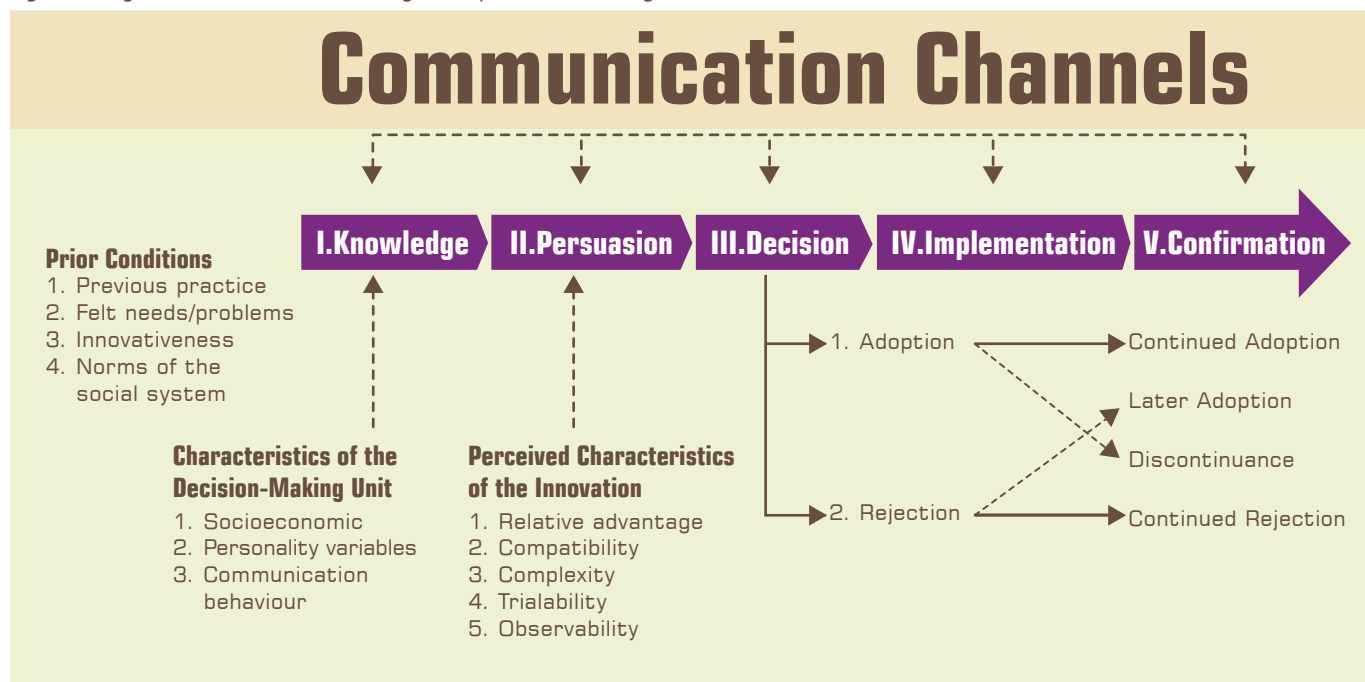 Communication Channels
I.Knowledge
II.Persuasion
III.Decision
IV.Implementation
V.Confirmation
Prior Conditions
1. Previous practice
2. Felt needs/problems
3. Innovativeness
4. Norms of the
social system
Characteristics of the
Decision-Making Unit
1. Socioeconomic
2. Personality variables
3. Communication
behaviour
Perceived Characteristics
of the Innovation
1. Relative advantage
2. Compatibility
3. Complexity
4. Trialability
5. Observability
1. Adoption
2. Rejection
Continued Adoption
Later Adoption
Discontinuance
Continued Rejection